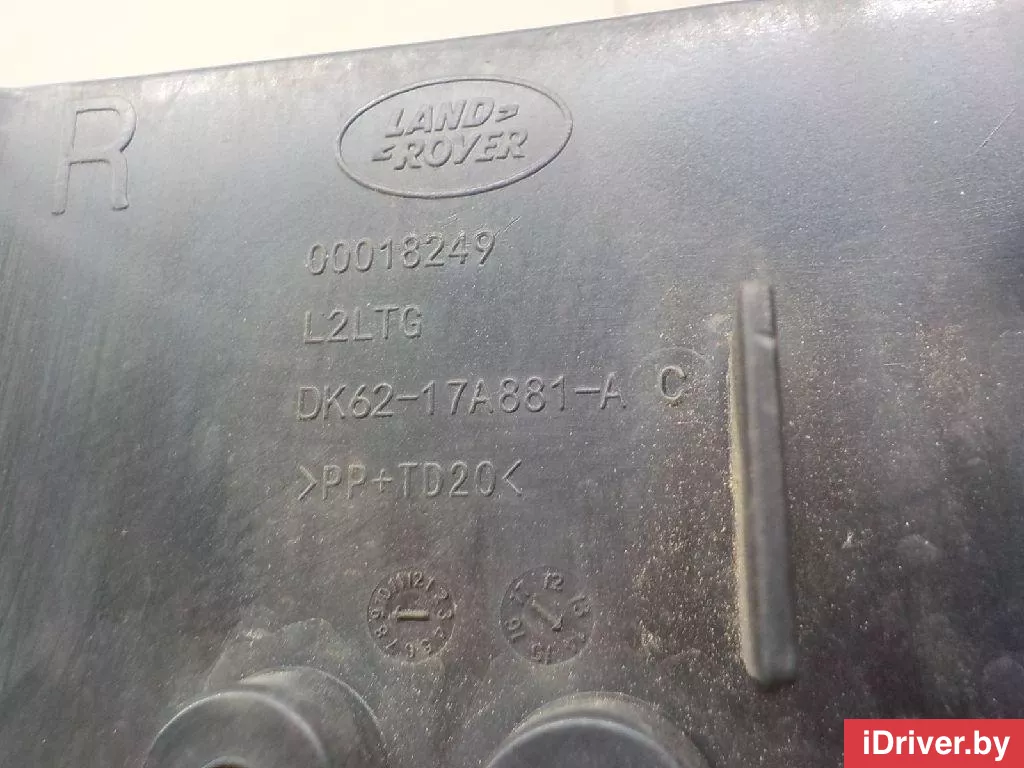 R
LAND
ROVER
00018249
L2LTG
DK62-17A881-A C
>PP+TD20<
iDriver.by